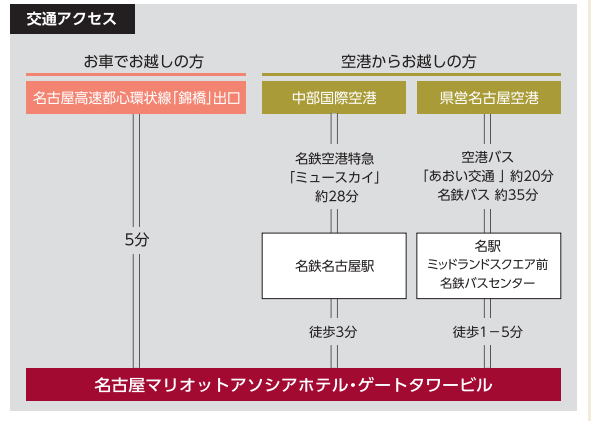 交通アクセス
お車でお越しの方
名古屋高速都心環状線「錦橋」出口
5分
空港からお越しの方
中部国際空港
名鉄空港特急
「ミュースカイ」
約28分
名鉄名古屋駅
徒歩3分
県営名古屋空港
空港バス
「あおい交通」約20分
名鉄バス 約35分
名駅
ミッドランドスクエア前
名鉄バスセンター
徒歩1−5分
名古屋マリオットアソシアホテル・ゲートタワービル